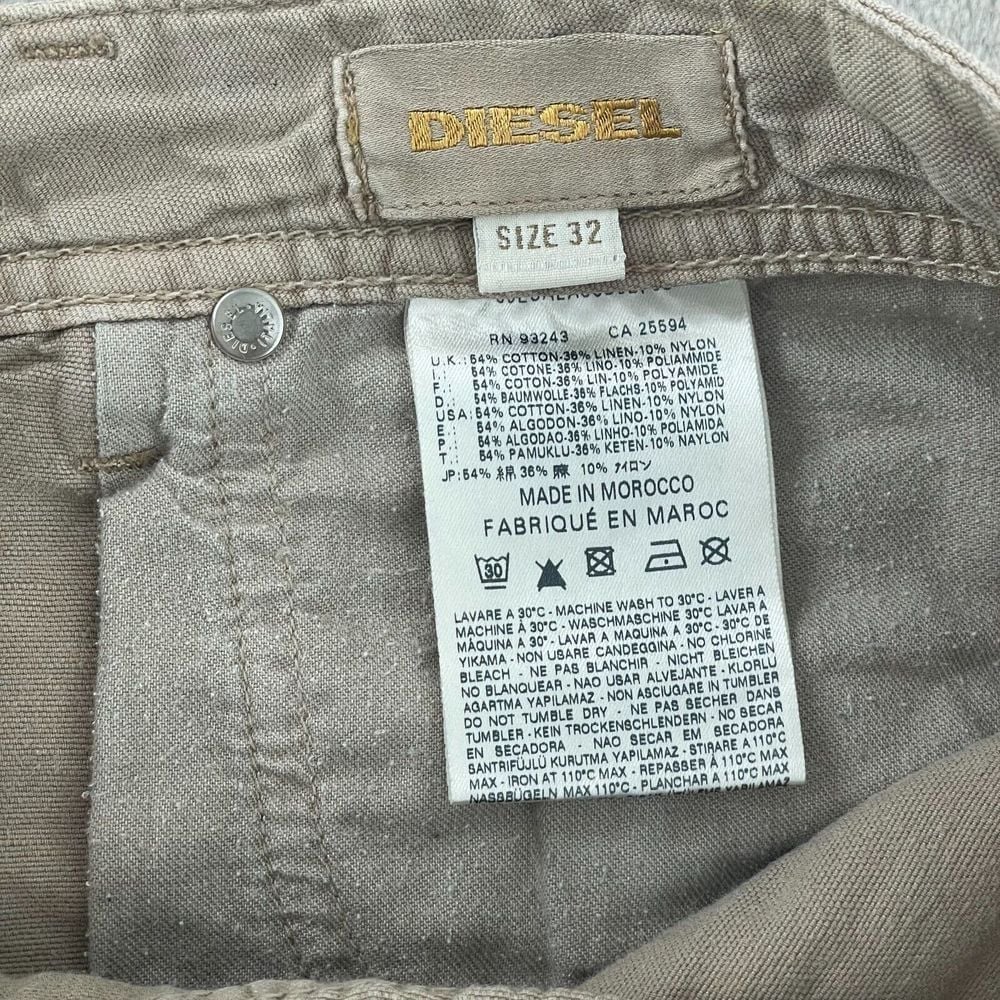 DIESEL
SIZE 32
RN 93243 CA 25594
U.K.: 54% COTTON-36% LINEN-10% NYLON
I.: 54% COTONE-36% LINO-10% POLIAMMIDE
F.: 54% COTON-36% LIN-10% POLYAMID
D.: 54% BAUMWOLLE-36% FLACHS-10% POLYAMID
USA: 54% COTTON-36% LINEN-10% NYLON
E.: 54% ALGODON-36% LINO-10% NYLON
P.: 54% ALGODAO-36% LINHO-10% POLIAMIDA
T.: 54% PAMUKLU-36% KETEN-10% NAYLON
JP:54% 綿 36% 麻 10% ナイロン
MADE IN MOROCCO
FABRIQUÉ EN MAROC
30
LAVARE A 30°C - MACHINE WASH TO 30°C - LAVER A
MACHINE À 30°C - WASCHMASCHINE 30°C LAVAR A
MÁQUINA A 30° - LAVAR A MAQUINA A 30°C - 30°C DE
YIKAMA - NON USARE CANDEGGINA - NO CHLORINE
BLEACH - NE PAS BLANCHIR - NICHT BLEICHEN
NO BLANQUEAR - NAO USAR ALVEJANTE - KLORLU
AGARTMA YAPILAMAZ - NON ASCIUGARE IN TUMBLER
DO NOT TUMBLE DRY - NE PAS SECHER DANS
TUMBLER - KEIN TROCKENSCHLENDERN - NO SECAR
EN SECADORA - NÃO SECAR EM SECADORA
SANTRIFÜJLÜ KURUTMA YAPILAMAZ - STIRARE A 110°C
MAX - IRON AT 110°C MAX - REPASSER À 110°C
NASSBÜGELN MAX 110°C - PLANCHAR A 110°C